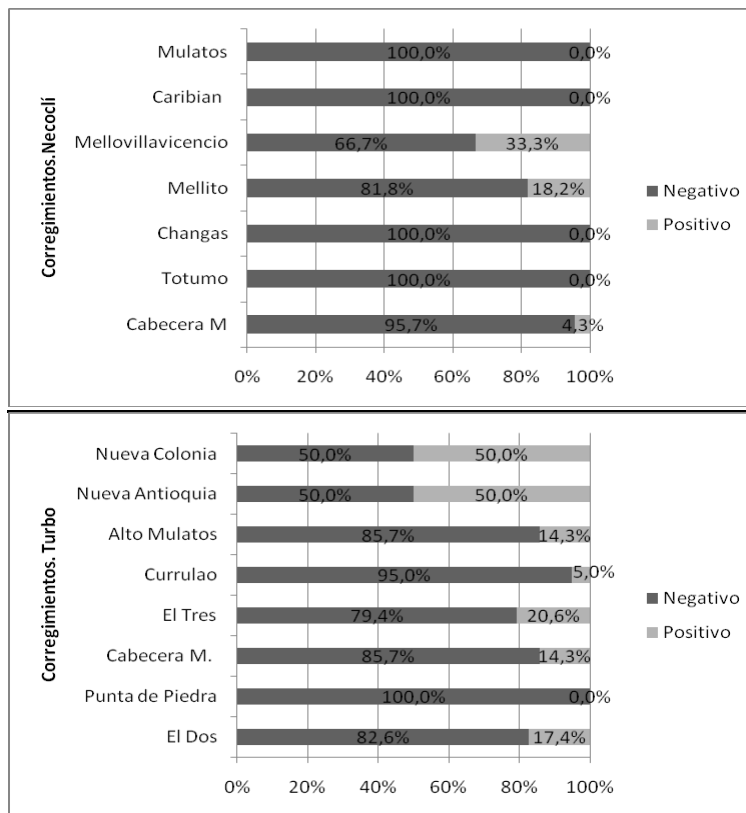 Corregimientos.Necoclí
Mulatos 100,0% 0,0%
Caribian 100,0% 0,0%
Mellovillavicencio 66,7% 33,3%
Mellito 81,8% 18,2%
Changas 100,0% 0,0%
Totumo 100,0% 0,0%
Cabecera M 95,7% 4,3%
0% 20% 40% 60% 80% 100%
Negativo
Positivo
Corregimientos. Turbo
Nueva Colonia 50,0% 50,0%
Nueva Antioquia 50,0% 50,0%
Alto Mulatos 85,7% 14,3%
Currulao 95,0% 5,0%
El Tres 79,4% 20,6%
Cabecera M. 85,7% 14,3%
Punta de Piedra 100,0% 0,0%
El Dos 82,6% 17,4%
0% 20% 40% 60% 80% 100%
Negativo
Positivo